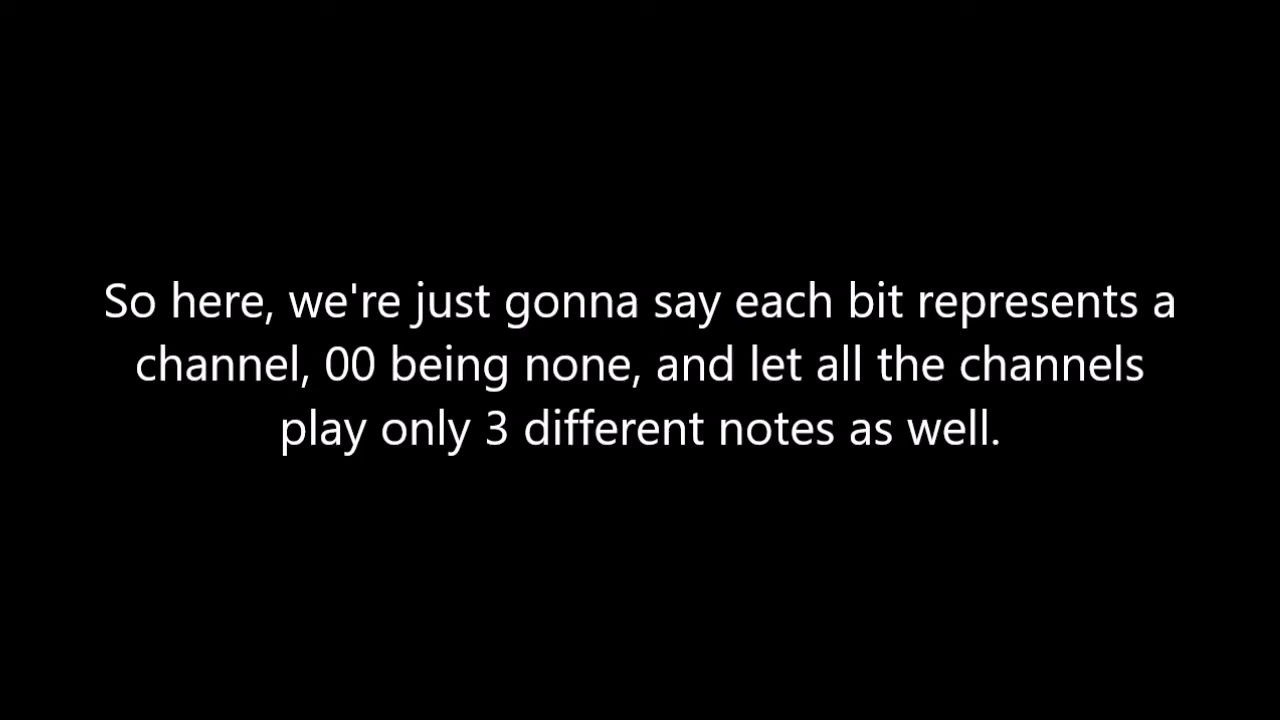 So here, we're just gonna say each bit represents a
channel, 00 being none, and let all the channels
play only 3 different notes as well.